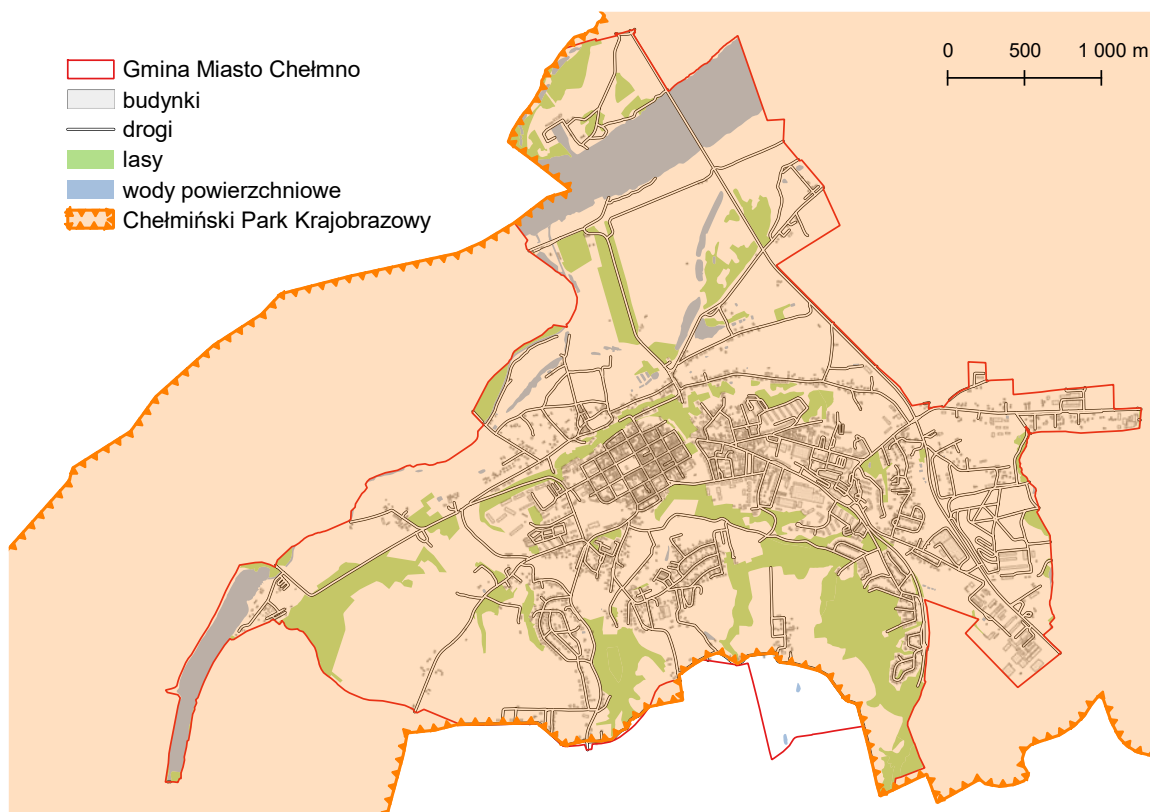 Gmina Miasto Chełmno
budynki
drogi
lasy
wody powierzchniowe
Chełmiński Park Krajobrazowy
0 500 1 000 m